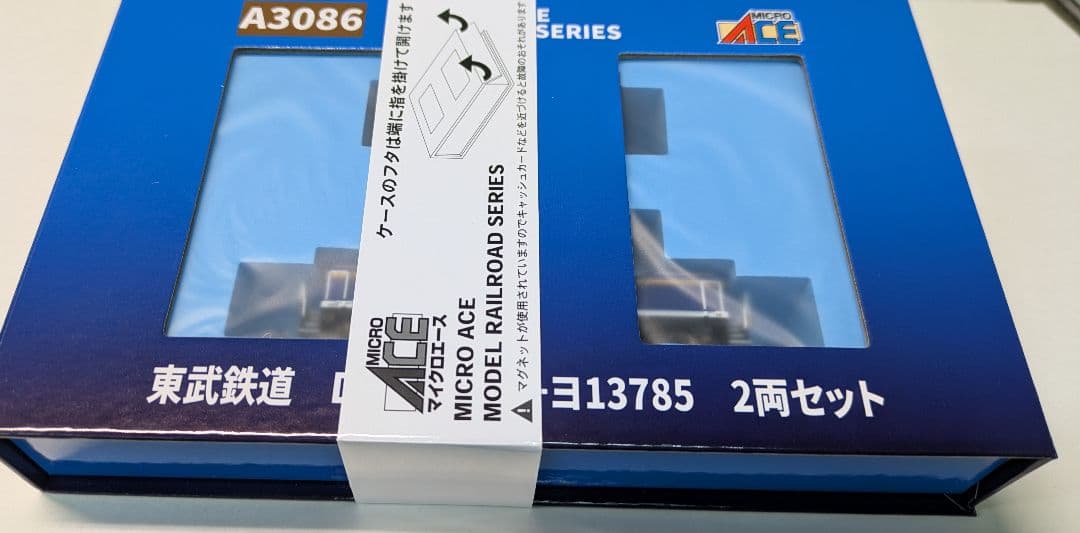 A3086
E
SERIES
MICRO
ACE
ケースのフタは端に指を掛けて開けます
MICRO
ACE
マイクロエース
MICRO ACE
MODEL RAILROAD SERIES
マグネットが使用されていますのでキャッシュカードなどを近づけると故障のおそれがあります
東武鉄道 ヨ13785 2両セット